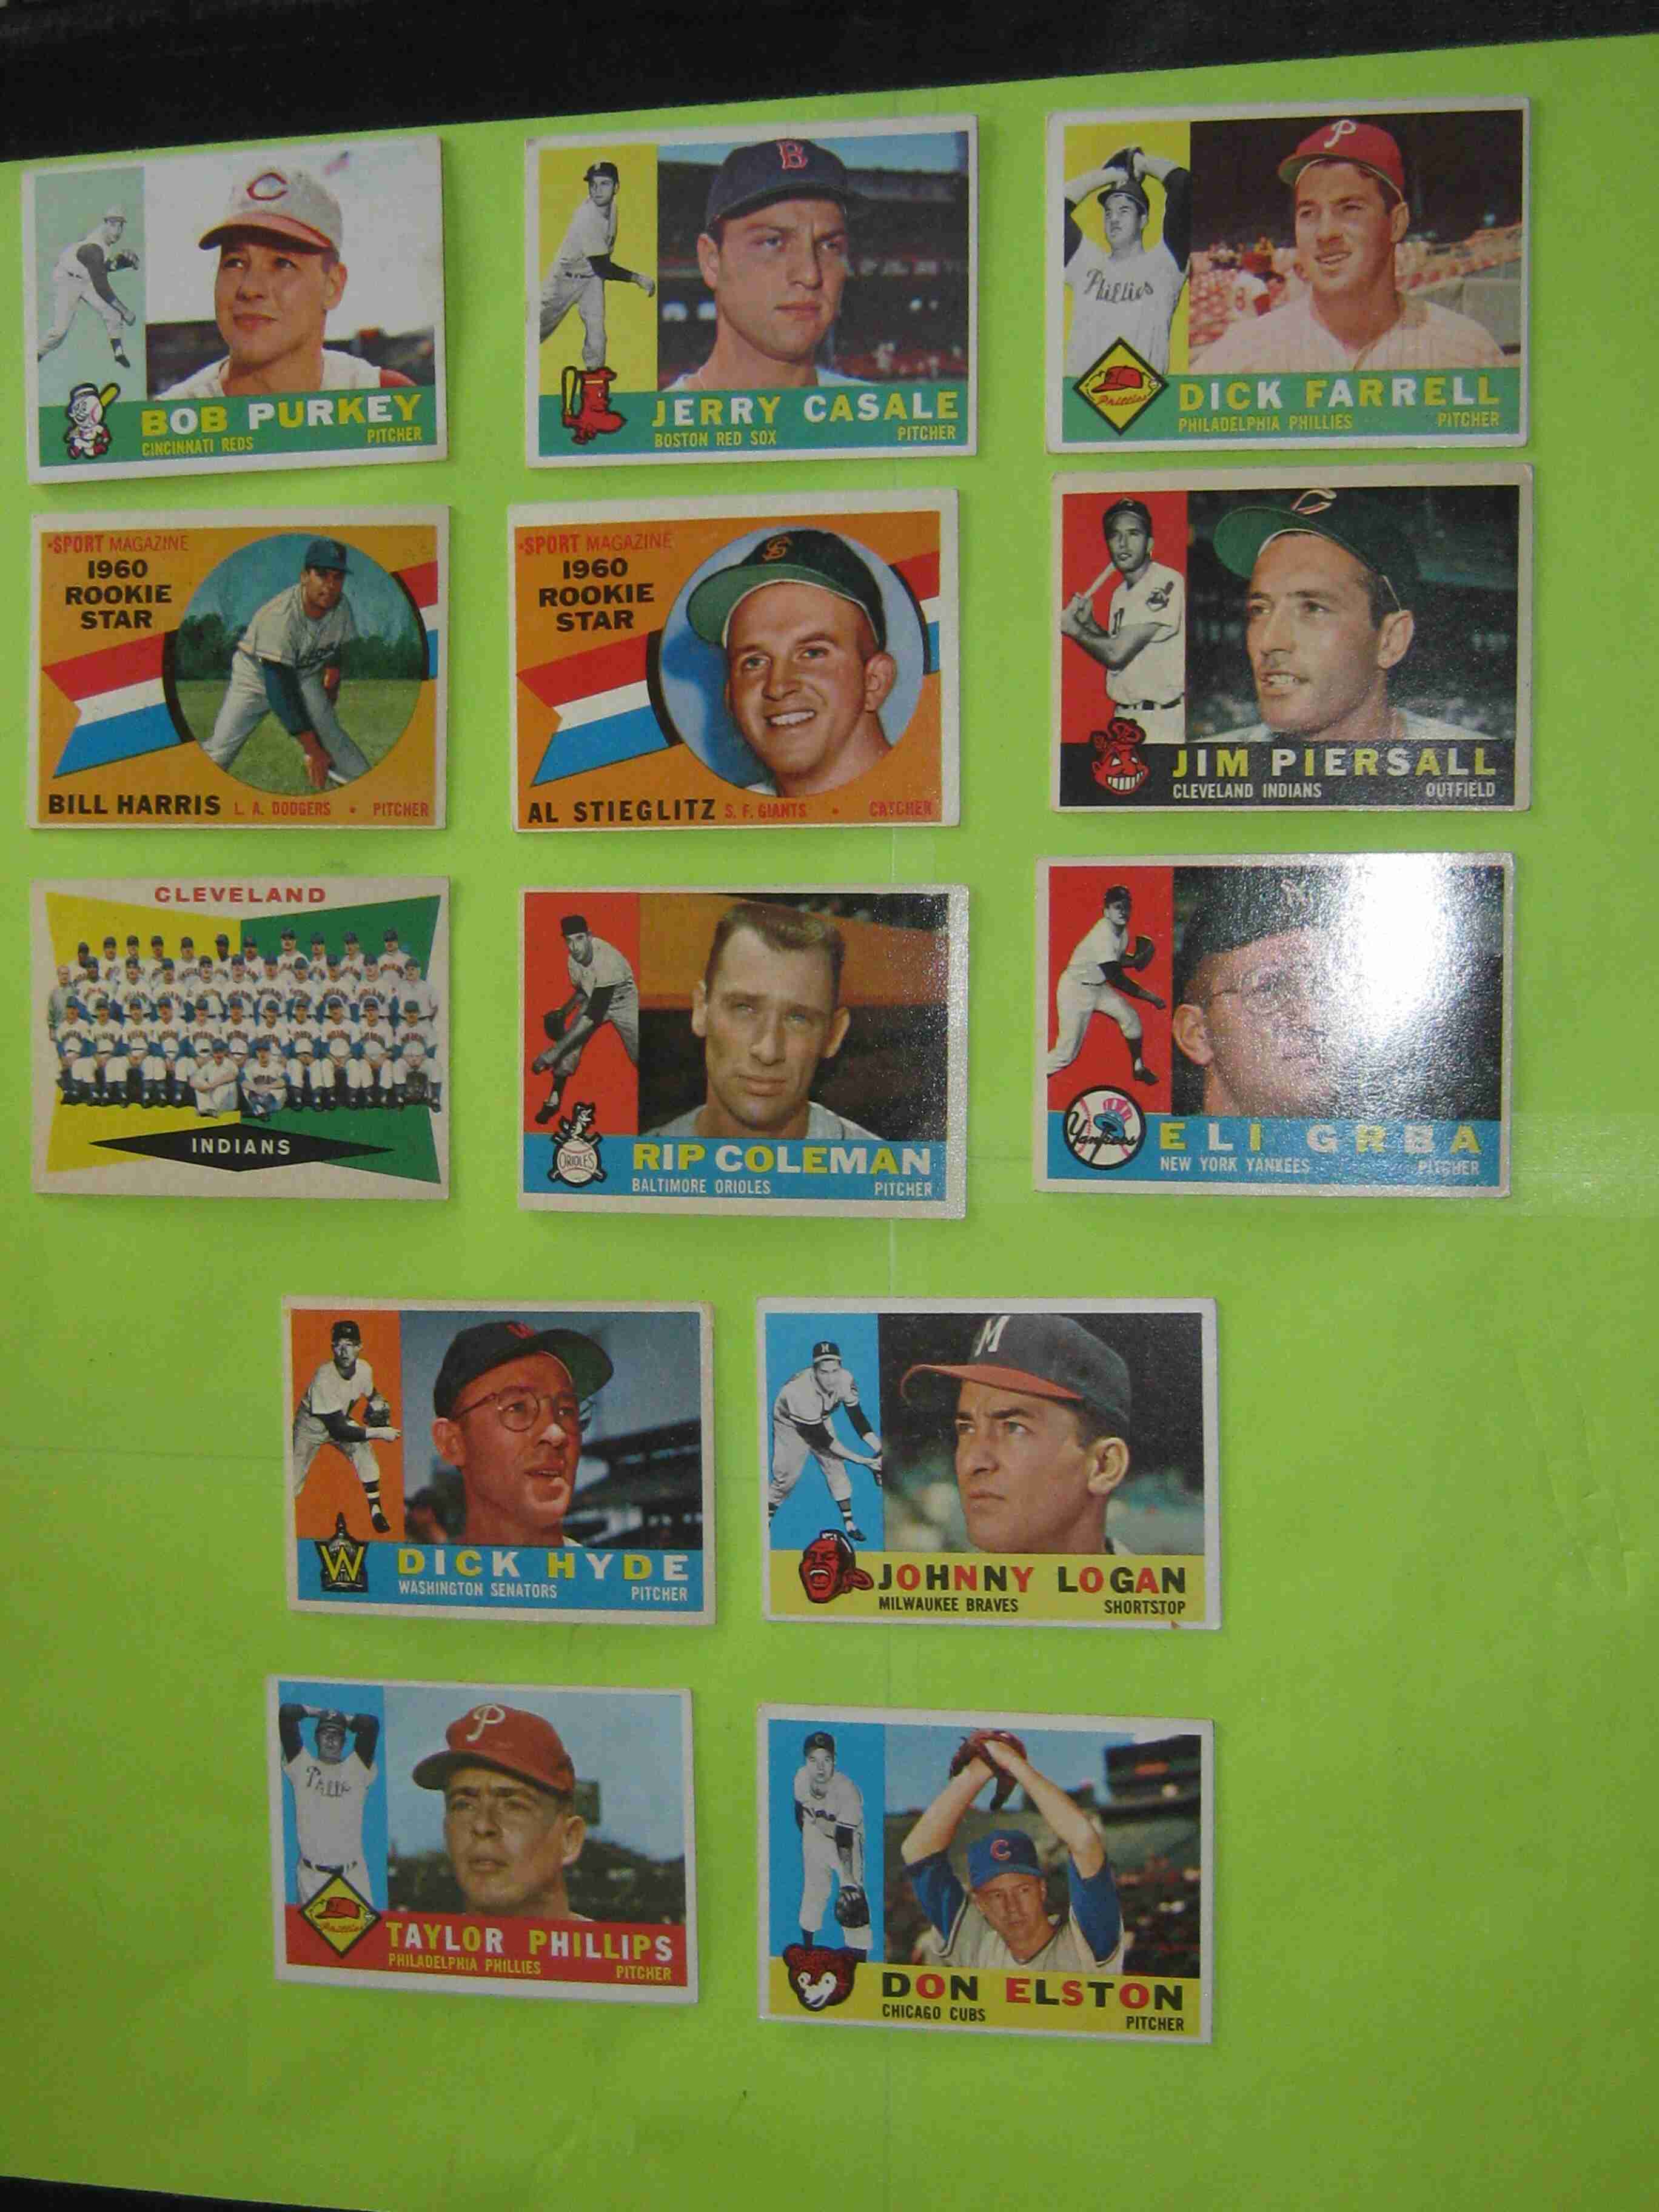 C
BOB PURKEY
CINCINNATI REDS PITCHER
B
JERRY CASALE
BOSTON RED SOX PITCHER
P
Phillies
Phillies
DICK FARRELL
PHILADELPHIA PHILLIES PITCHER
SPORT MAGAZINE
1960
ROOKIE
STAR
BILL HARRIS L. A. DODGERS • PITCHER
SPORT MAGAZINE
1960
ROOKIE
STAR
AL STIEGLITZ S. F. GIANTS • CATCHER
JIM PIERSALL
CLEVELAND INDIANS OUTFIELD
CLEVELAND
INDIANS
ORIOLES
RIP COLEMAN
BALTIMORE ORIOLES PITCHER
Yankees
ELI GRBA
NEW YORK YANKEES PITCHER
W
DICK HYDE
WASHINGTON SENATORS PITCHER
M
JOHNNY LOGAN
MILWAUKEE BRAVES SHORTSTOP
P
Phillies
TAYLOR PHILLIPS
PHILADELPHIA PHILLIES PITCHER
C
DON ELSTON
CHICAGO CUBS PITCHER